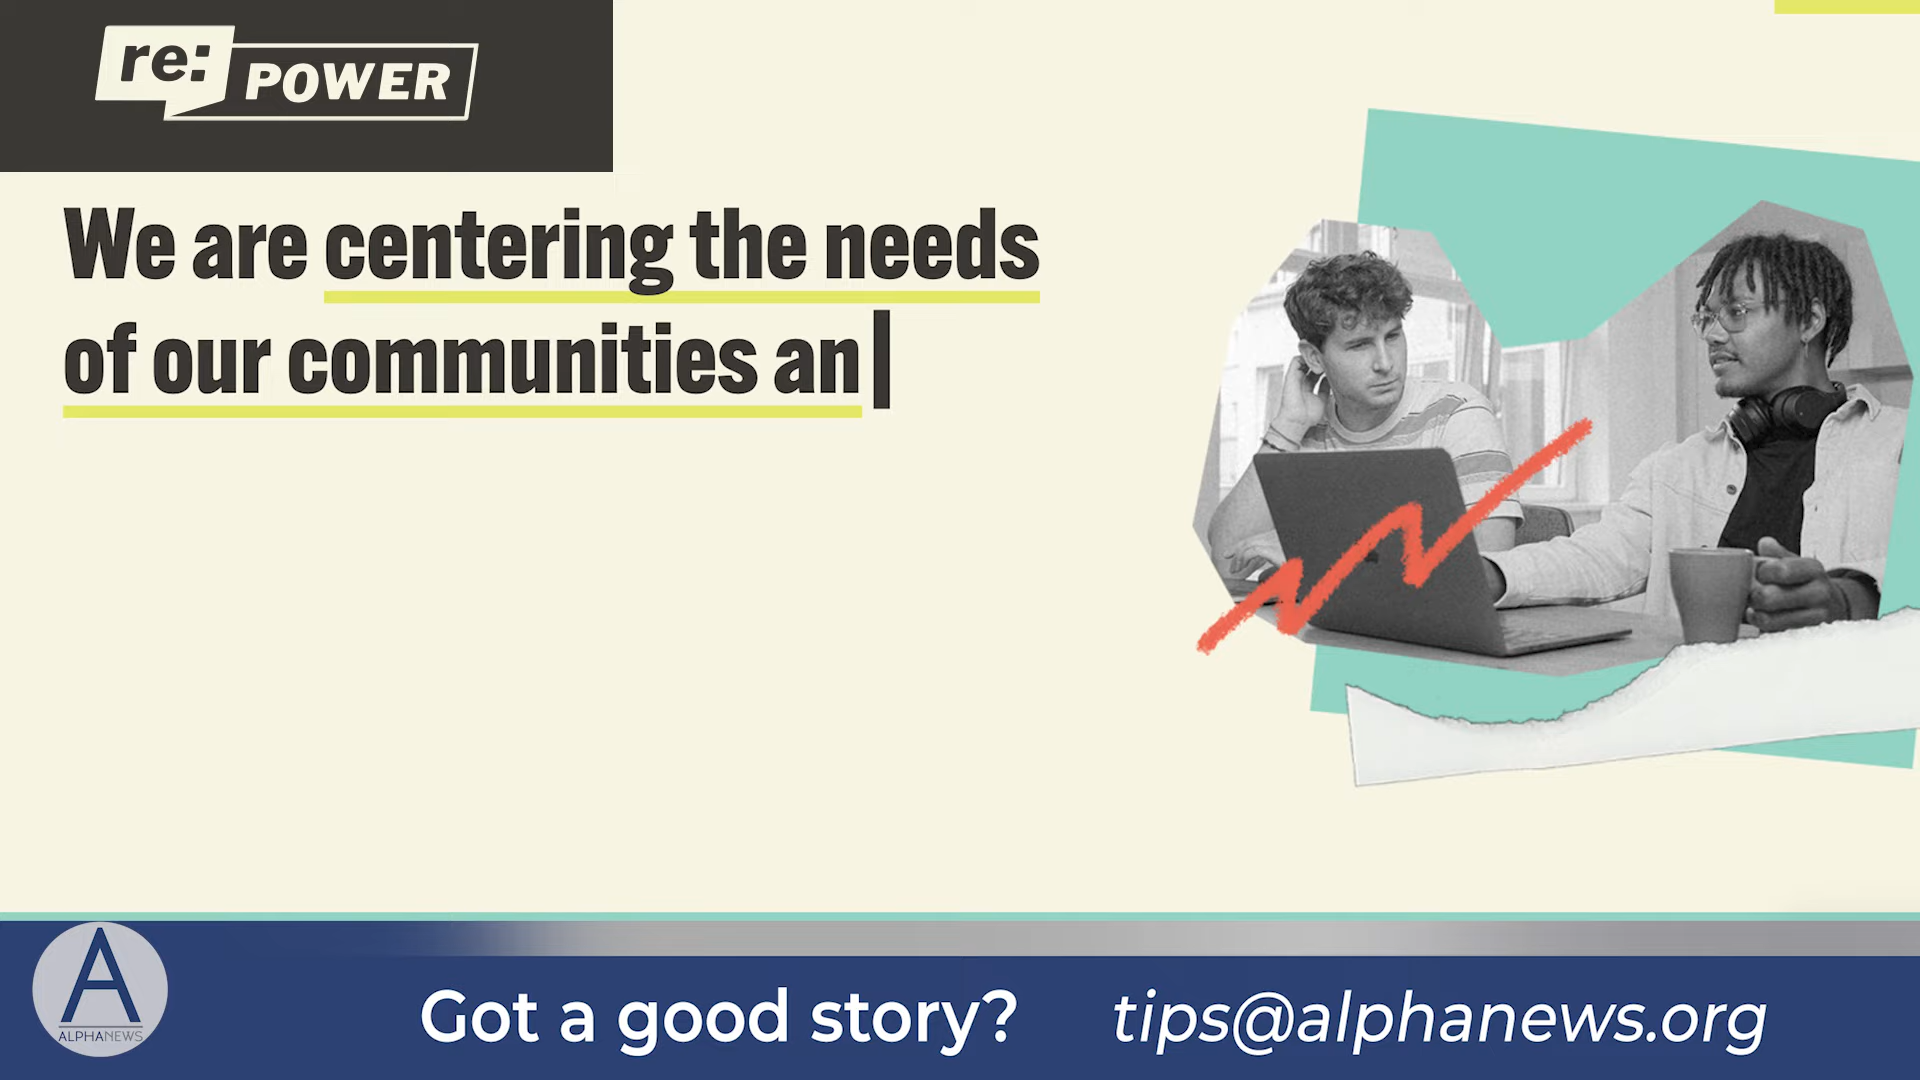 re: POWER
We are centering the needs
of our communities an
ALPHANEWS
Got a good story? tips@alphanews.org